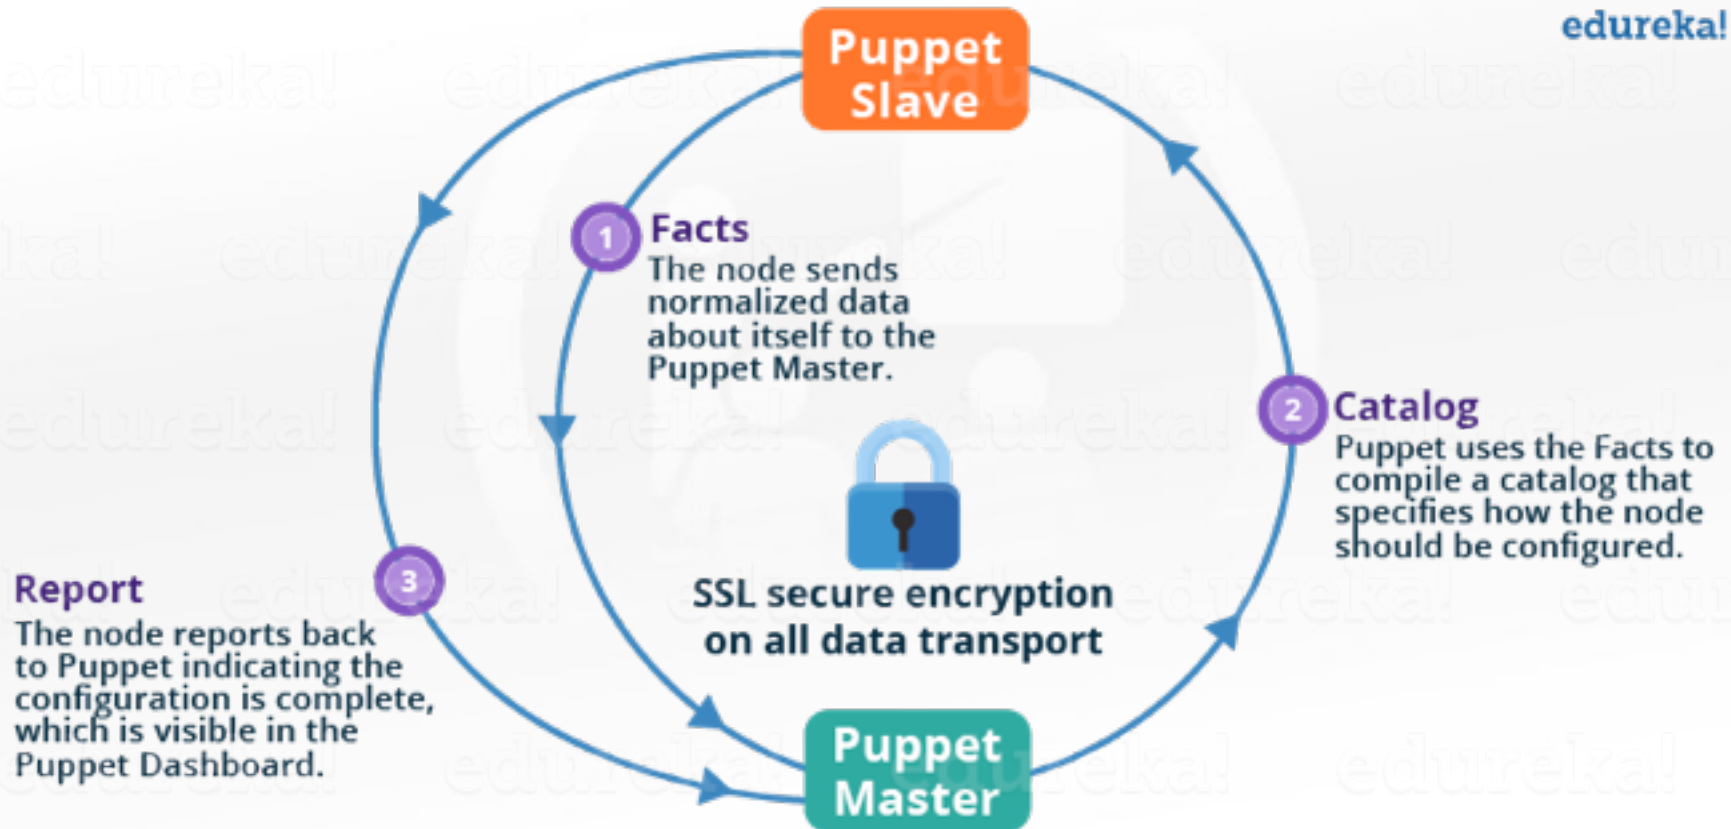 edureka!
Puppet
Slave
1
Facts
The node sends
normalized data
about itself to the
Puppet Master.
2
Catalog
Puppet uses the Facts to
compile a catalog that
specifies how the node
should be configured.
SSL secure encryption
on all data transport
3
Report
The node reports back
to Puppet indicating the
configuration is complete,
which is visible in the
Puppet Dashboard.
Puppet
Master